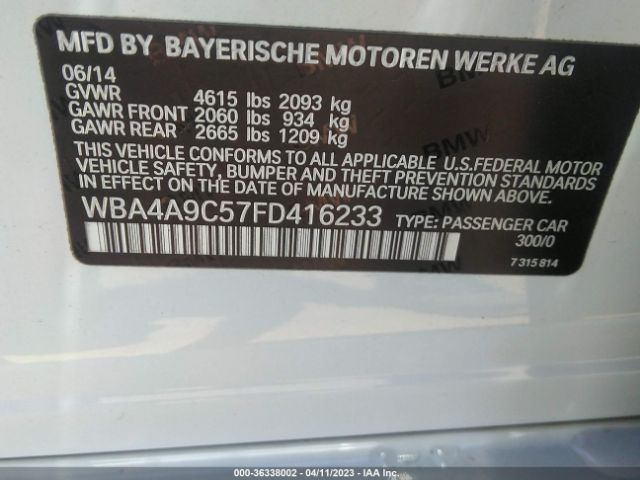 MFD BY BAYERISCHE MOTOREN WERKE AG
06/14
GVWR 4615 lbs 2093 kg
GAWR FRONT 2060 lbs 934 kg
GAWR REAR 2665 lbs 1209 kg
THIS VEHICLE CONFORMS TO ALL APPLICABLE U.S.FEDERAL MOTOR
VEHICLE SAFETY, BUMPER AND THEFT PREVENTION STANDARDS IN
EFFECT ON THE DATE OF MANUFACTURE SHOWN ABOVE.
WBA4A9C57FD416233 TYPE: PASSENGER CAR
300/0
7 315 814
000-36338002 - 04/11/2023 - IAA Inc.